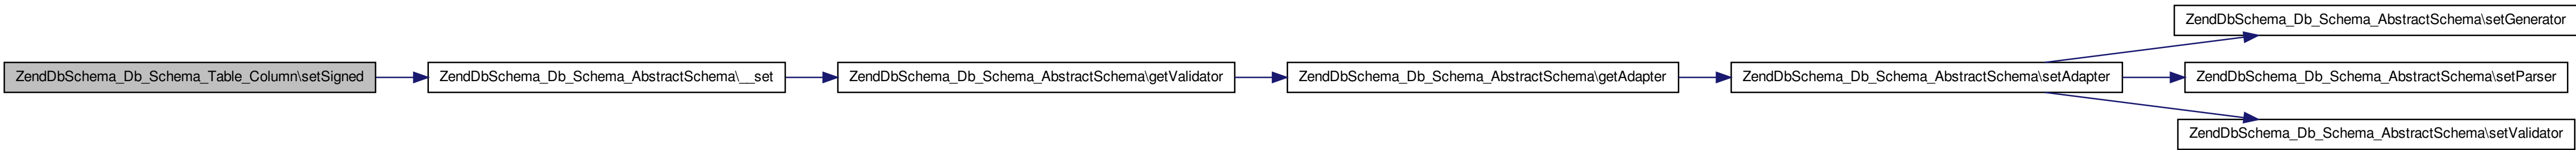 ZendDbSchema_Db_Schema_Table_Column\setSigned
ZendDbSchema_Db_Schema_AbstractSchema\__set
ZendDbSchema_Db_Schema_AbstractSchema\getValidator
ZendDbSchema_Db_Schema_AbstractSchema\getAdapter
ZendDbSchema_Db_Schema_AbstractSchema\setAdapter
ZendDbSchema_Db_Schema_AbstractSchema\setGenerator
ZendDbSchema_Db_Schema_AbstractSchema\setParser
ZendDbSchema_Db_Schema_AbstractSchema\setValidator